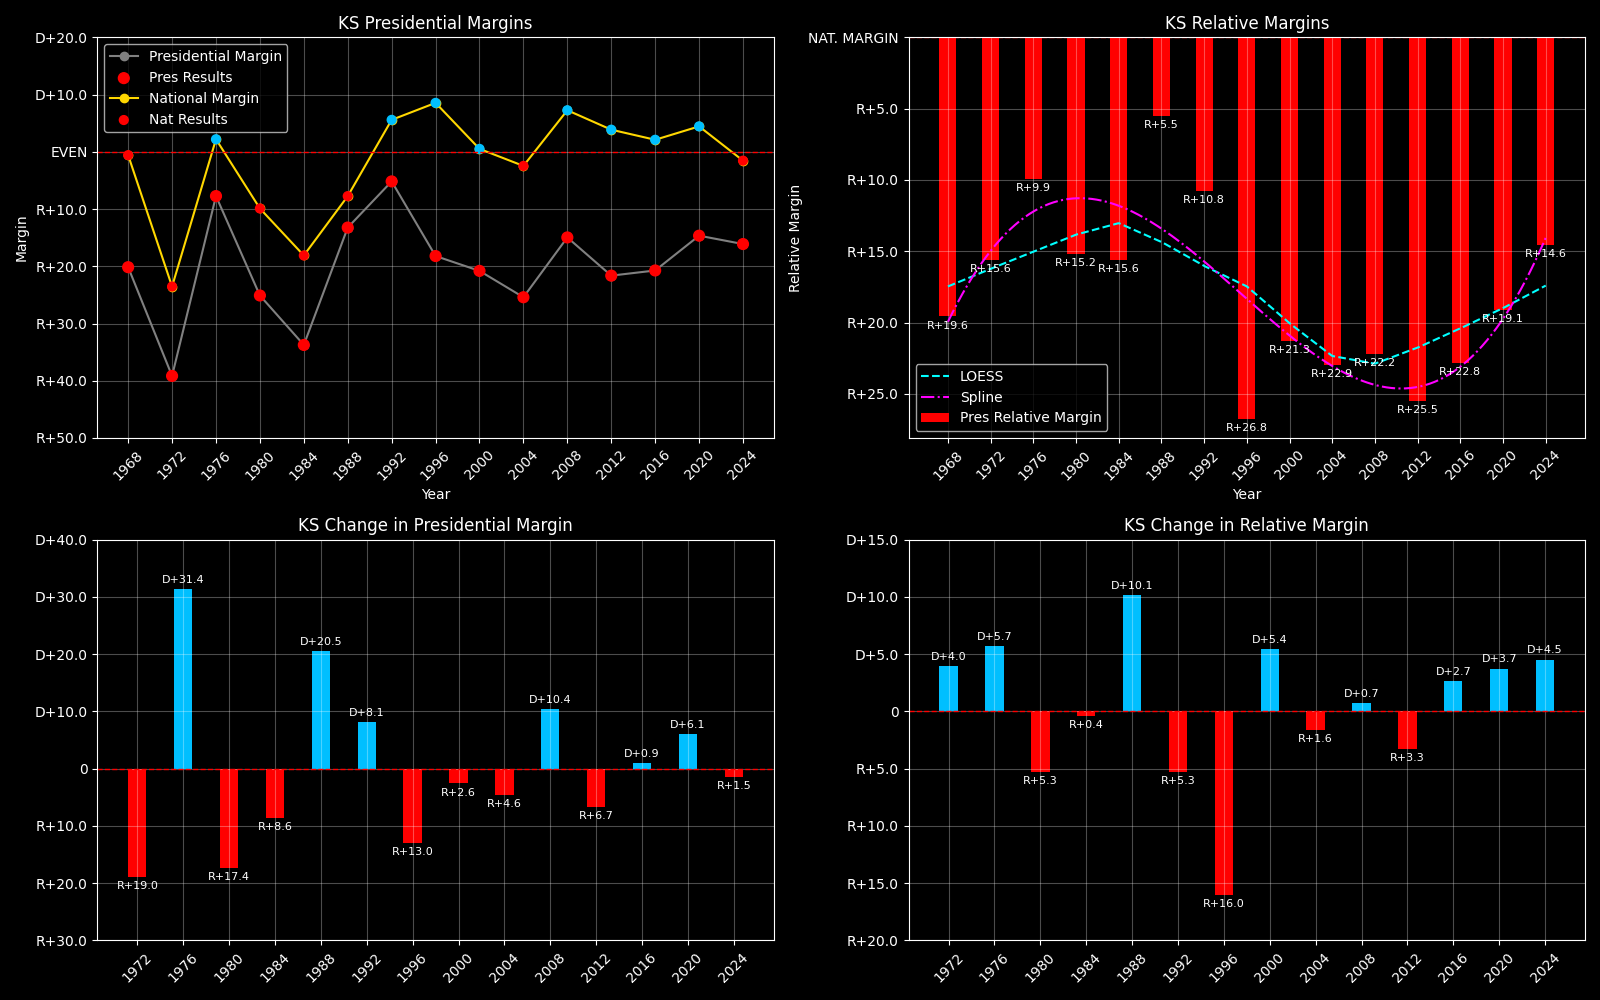 KS Presidential Margins
D+20.0
D+10.0
EVEN
R+10.0
R+20.0
R+30.0
R+40.0
R+50.0
Margin
Presidential Margin
Pres Results
National Margin
Nat Results
1968
1972
1976
1980
1984
1988
1992
1996
2000
2004
2008
2012
2016
2020
2024
Year
KS Relative Margins
NAT. MARGIN
R+5.0
R+10.0
R+15.0
R+20.0
R+25.0
Relative Margin
R+19.6
R+15.6
R+9.9
R+15.2
R+15.6
R+5.5
R+10.8
R+26.8
R+21.3
R+22.9
R+22.2
R+25.5
R+22.8
R+19.1
R+14.6
LOESS
Spline
Pres Relative Margin
1968
1972
1976
1980
1984
1988
1992
1996
2000
2004
2008
2012
2016
2020
2024
Year
KS Change in Presidential Margin
D+40.0
D+30.0
D+20.0
D+10.0
0
R+10.0
R+20.0
R+30.0
R+19.0
D+31.4
R+17.4
R+8.6
D+20.5
D+8.1
R+13.0
R+2.6
R+4.6
D+10.4
R+6.7
D+0.9
D+6.1
R+1.5
1972
1976
1980
1984
1988
1992
1996
2000
2004
2008
2012
2016
2020
2024
KS Change in Relative Margin
D+15.0
D+10.0
D+5.0
0
R+5.0
R+10.0
R+15.0
R+20.0
D+4.0
D+5.7
R+5.3
R+0.4
D+10.1
R+5.3
R+16.0
D+5.4
R+1.6
D+0.7
R+3.3
D+2.7
D+3.7
D+4.5
1972
1976
1980
1984
1988
1992
1996
2000
2004
2008
2012
2016
2020
2024